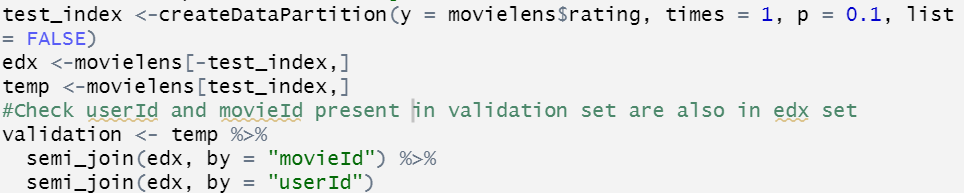 test_index <-createDataPartition(y = movielens$rating, times = 1, p = 0.1, list
= FALSE)
edx <-movielens[-test_index,]
temp <-movielens[test_index,]
#Check userId and movieId present in validation set are also in edx set
validation <- temp %>%
  semi_join(edx, by = "movieId") %>%
  semi_join(edx, by = "userId")